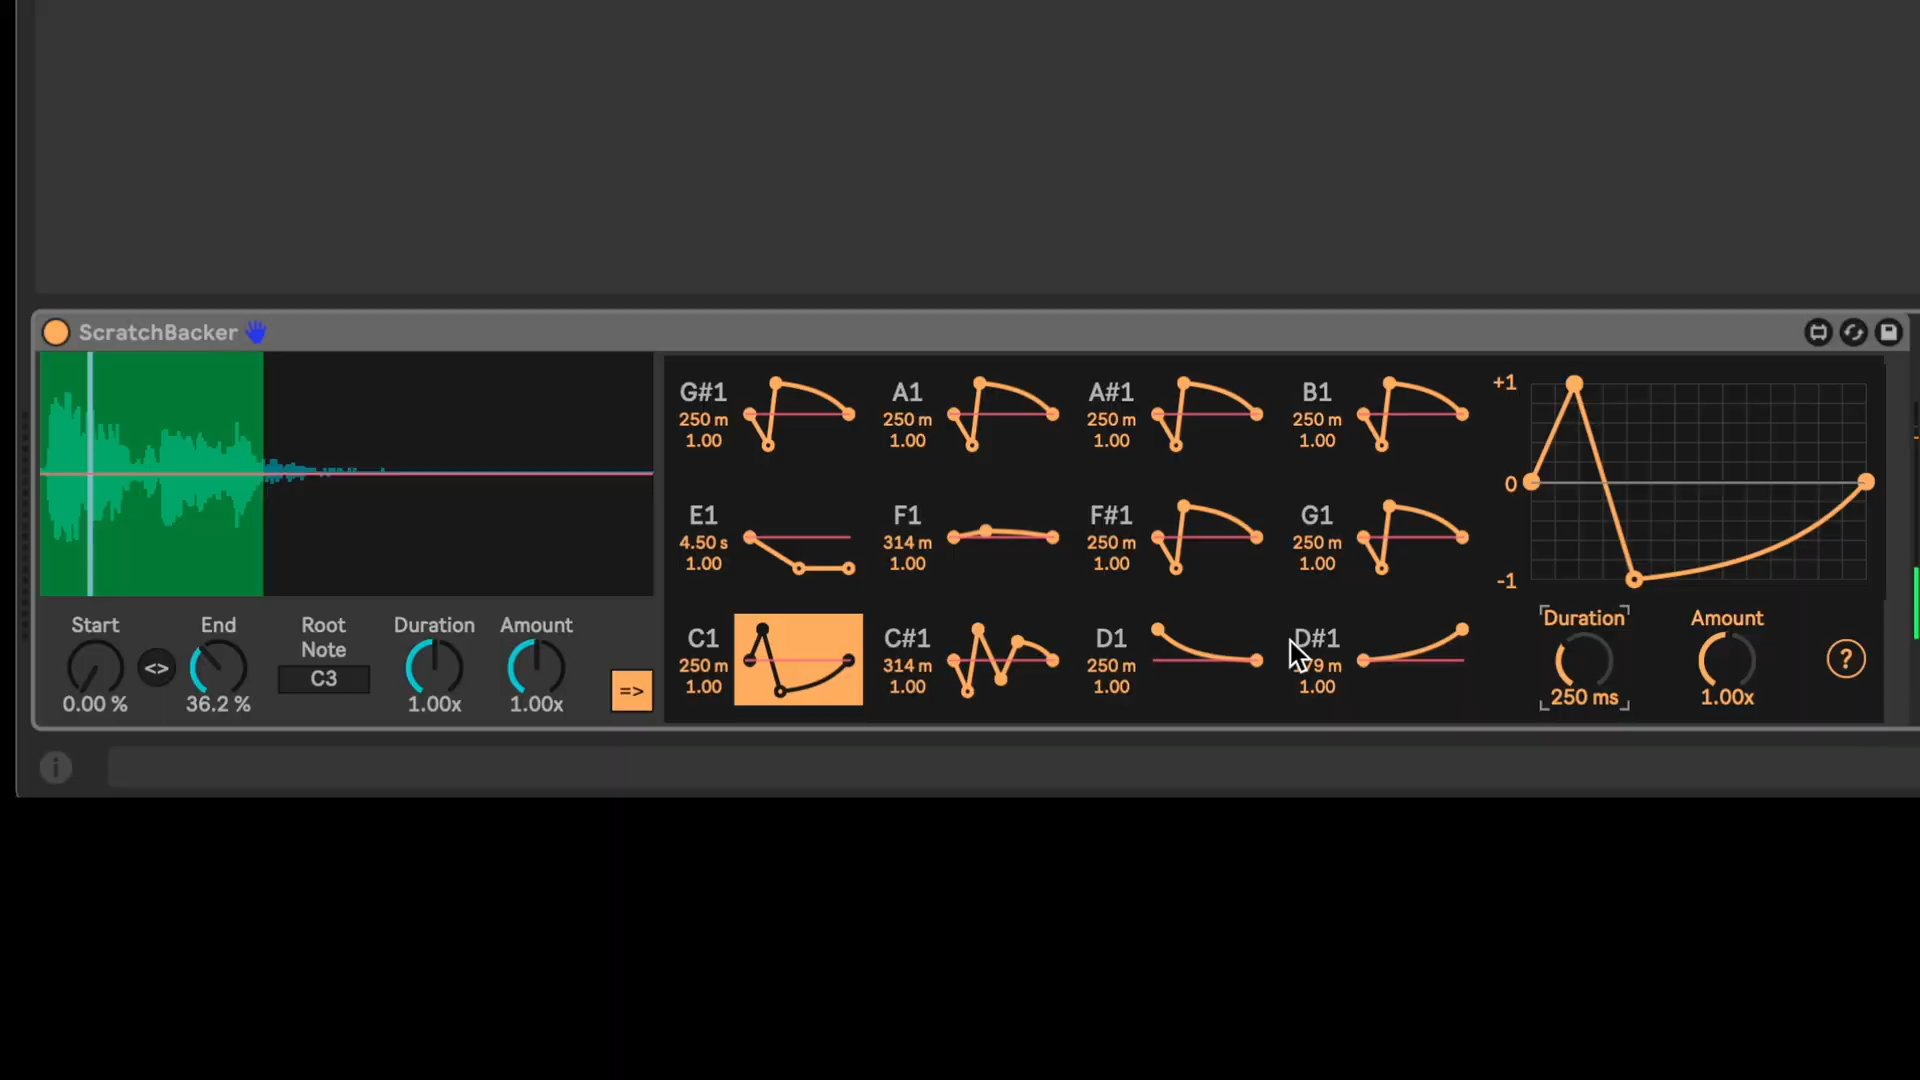 ScratchBacker
G#1
250 m
1.00
A1
250 m
1.00
A#1
250 m
1.00
B1
250 m
1.00
+1
0
-1
E1
4.50 s
1.00
F1
314 m
1.00
F#1
250 m
1.00
G1
250 m
1.00
Start
0.00 %
<>
End
36.2 %
Root
Note
C3
Duration
1.00x
Amount
1.00x
=>
C1
250 m
1.00
C#1
314 m
1.00
D1
250 m
1.00
D#1
79 m
1.00
Duration
250 ms
Amount
1.00x
?
i